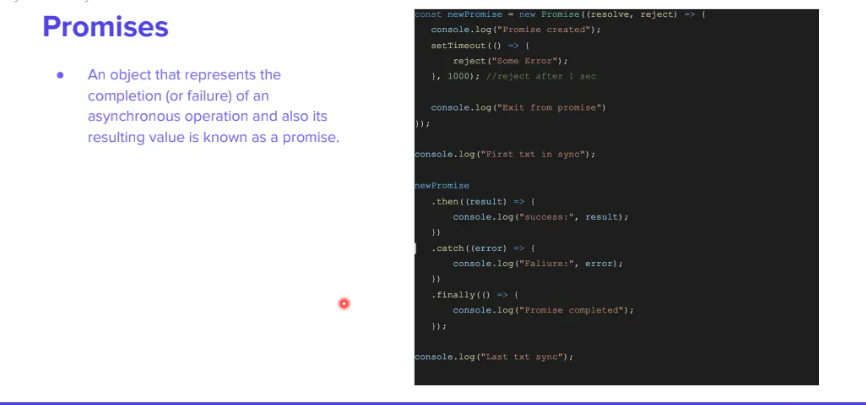 Promises
● An object that represents the
completion (or failure) of an
asynchronous operation and also its
resulting value is known as a promise.
const newPromise = new Promise((resolve, reject) => {
console.log("Promise created");
setTimeout(() => {
reject("Some Error");
}, 1000); //reject after 1 sec
console.log("Exit from promise")
});
console.log("First txt in sync");
newPromise
.then((result) => {
console.log("success:", result);
})
.catch((error) => {
console.log("Faliure:", error);
})
.finally(() => {
console.log("Promise completed");
});
console.log("Last txt sync");